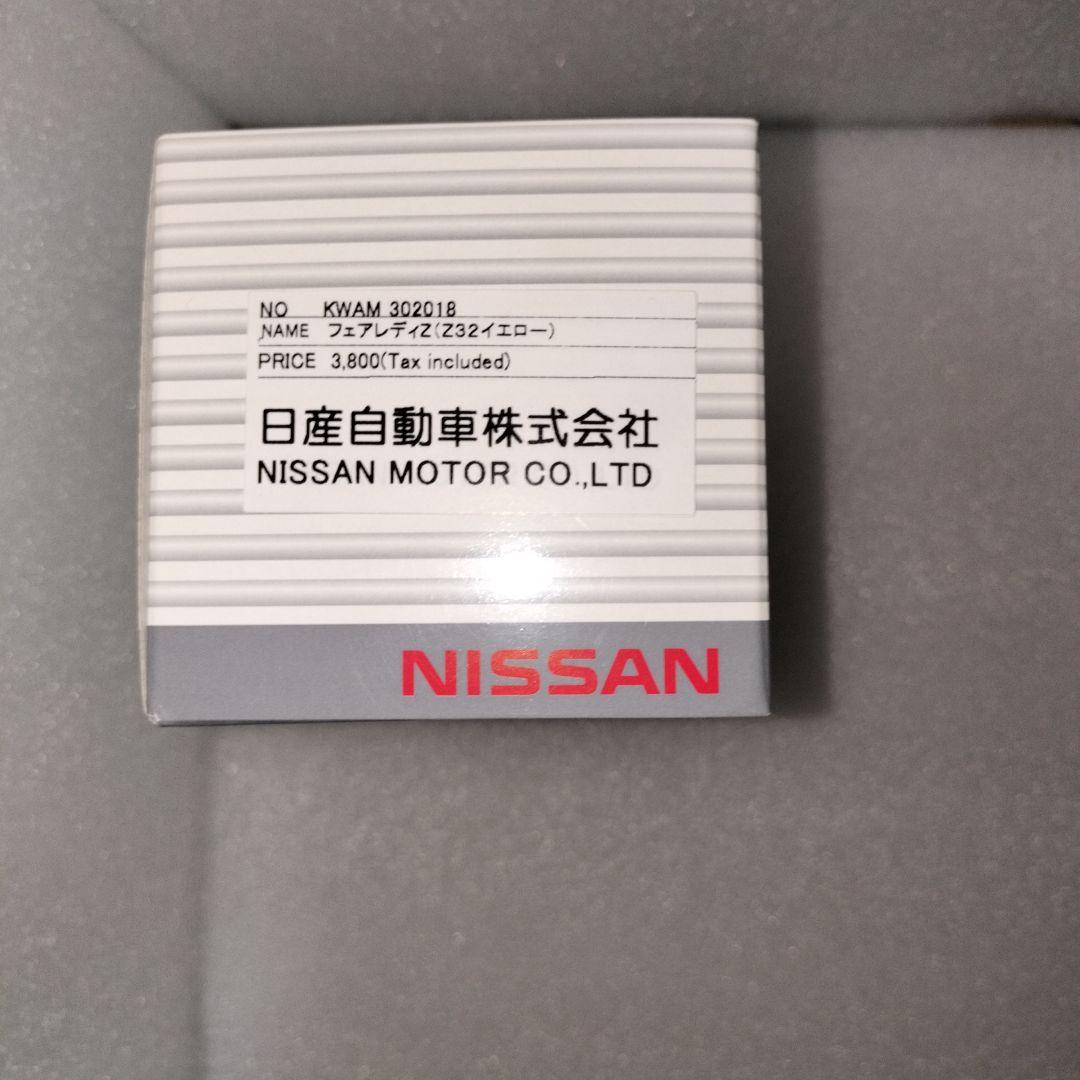 NO KWAM 302018
NAME フェアレディZ(Z32イエロー)
PRICE 3,800(Tax included)
日産自動車株式会社
NISSAN MOTOR CO.,LTD
NISSAN